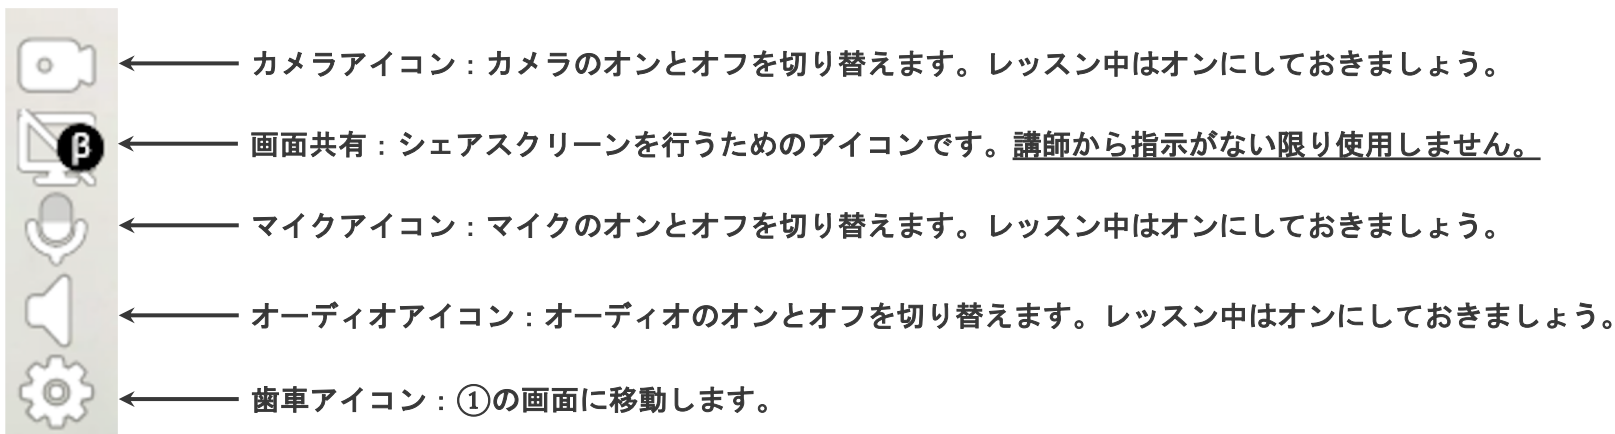 カメラアイコン：カメラのオンとオフを切り替えます。レッスン中はオンにしておきましょう。
β
画面共有：シェアスクリーンを行うためのアイコンです。講師から指示がない限り使用しません。
マイクアイコン：マイクのオンとオフを切り替えます。レッスン中はオンにしておきましょう。
オーディオアイコン：オーディオのオンとオフを切り替えます。レッスン中はオンにしておきましょう。
歯車アイコン：①の画面に移動します。